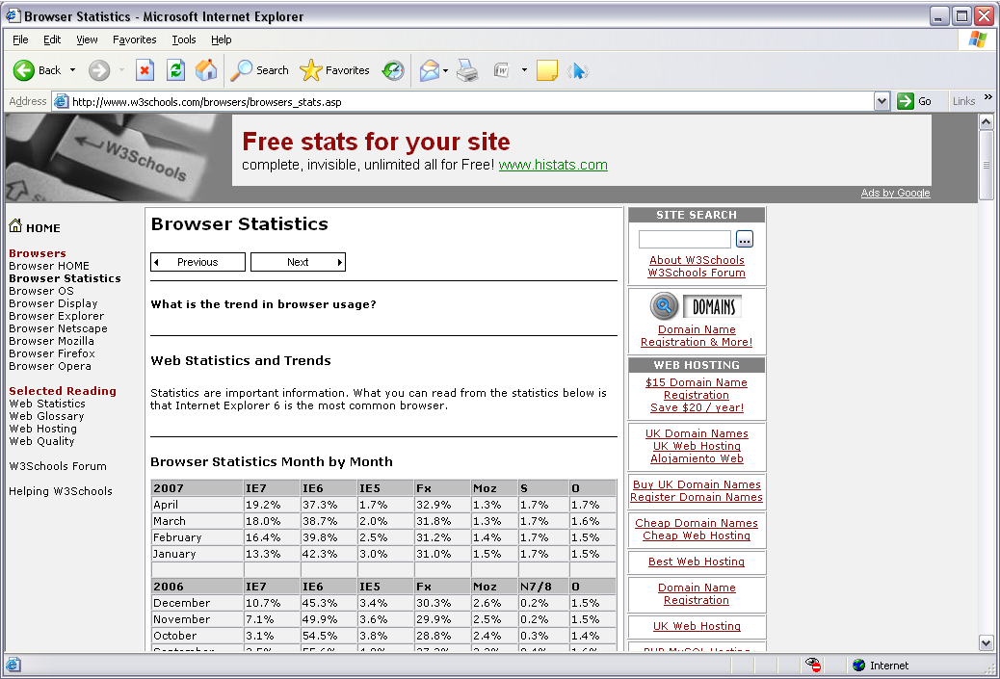 Browser Statistics - Microsoft Internet Explorer
File Edit View Favorites Tools Help
Back Search Favorites
Address http://www.w3schools.com/browsers/browsers_stats.asp Go Links »
W3Schools
Free stats for your site
complete, invisible, unlimited all for Free! www.histats.com
Ads by Google
HOME
Browsers
Browser HOME
Browser Statistics
Browser OS
Browser Display
Browser Explorer
Browser Netscape
Browser Mozilla
Browser Firefox
Browser Opera
Selected Reading
Web Statistics
Web Glossary
Web Hosting
Web Quality
W3Schools Forum
Helping W3Schools
Browser Statistics
Previous Next
What is the trend in browser usage?
Web Statistics and Trends
Statistics are important information. What you can read from the statistics below is
that Internet Explorer 6 is the most common browser.
Browser Statistics Month by Month
2007 IE7 IE6 IE5 Fx Moz S O
April 19.2% 37.3% 1.7% 32.9% 1.3% 1.7% 1.7%
March 18.0% 38.7% 2.0% 31.8% 1.3% 1.7% 1.6%
February 16.4% 39.8% 2.5% 31.2% 1.4% 1.7% 1.5%
January 13.3% 42.3% 3.0% 31.0% 1.5% 1.7% 1.5%
2006 IE7 IE6 IE5 Fx Moz N7/8 O
December 10.7% 45.3% 3.4% 30.3% 2.6% 0.2% 1.5%
November 7.1% 49.9% 3.6% 29.9% 2.5% 0.2% 1.5%
October 3.1% 54.5% 3.8% 28.8% 2.4% 0.3% 1.4%
SITE SEARCH
...
About W3Schools
W3Schools Forum
DOMAINS
Domain Name
Registration & More!
WEB HOSTING
$15 Domain Name
Registration
Save $20 / year!
UK Domain Names
UK Web Hosting
Alojamiento Web
Buy UK Domain Names
Register Domain Names
Cheap Domain Names
Cheap Web Hosting
Best Web Hosting
Domain Name
Registration
UK Web Hosting
Internet